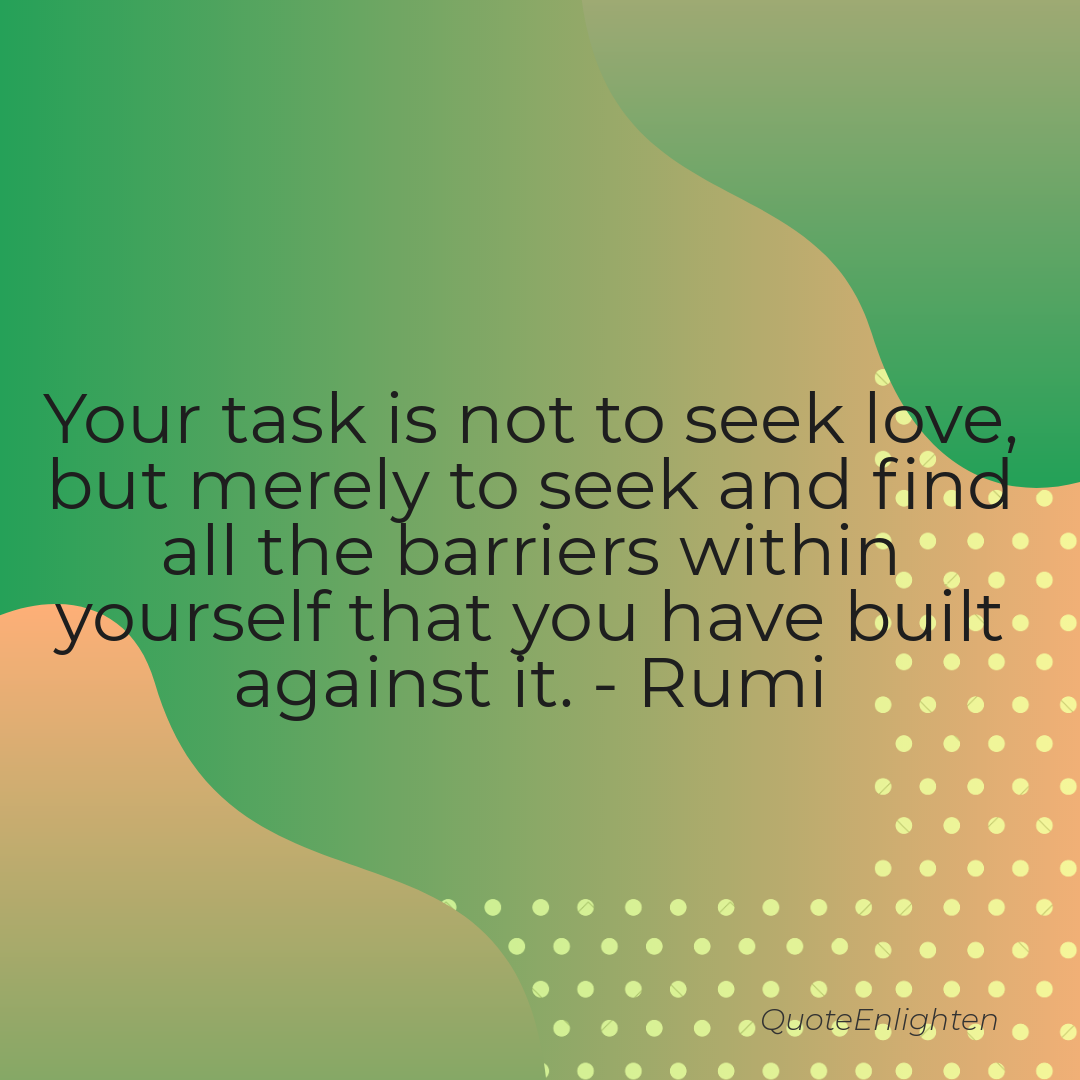 Your task is not to seek love,
but merely to seek and find
all the barriers within
yourself that you have built
against it. - Rumi
QuoteEnlighten